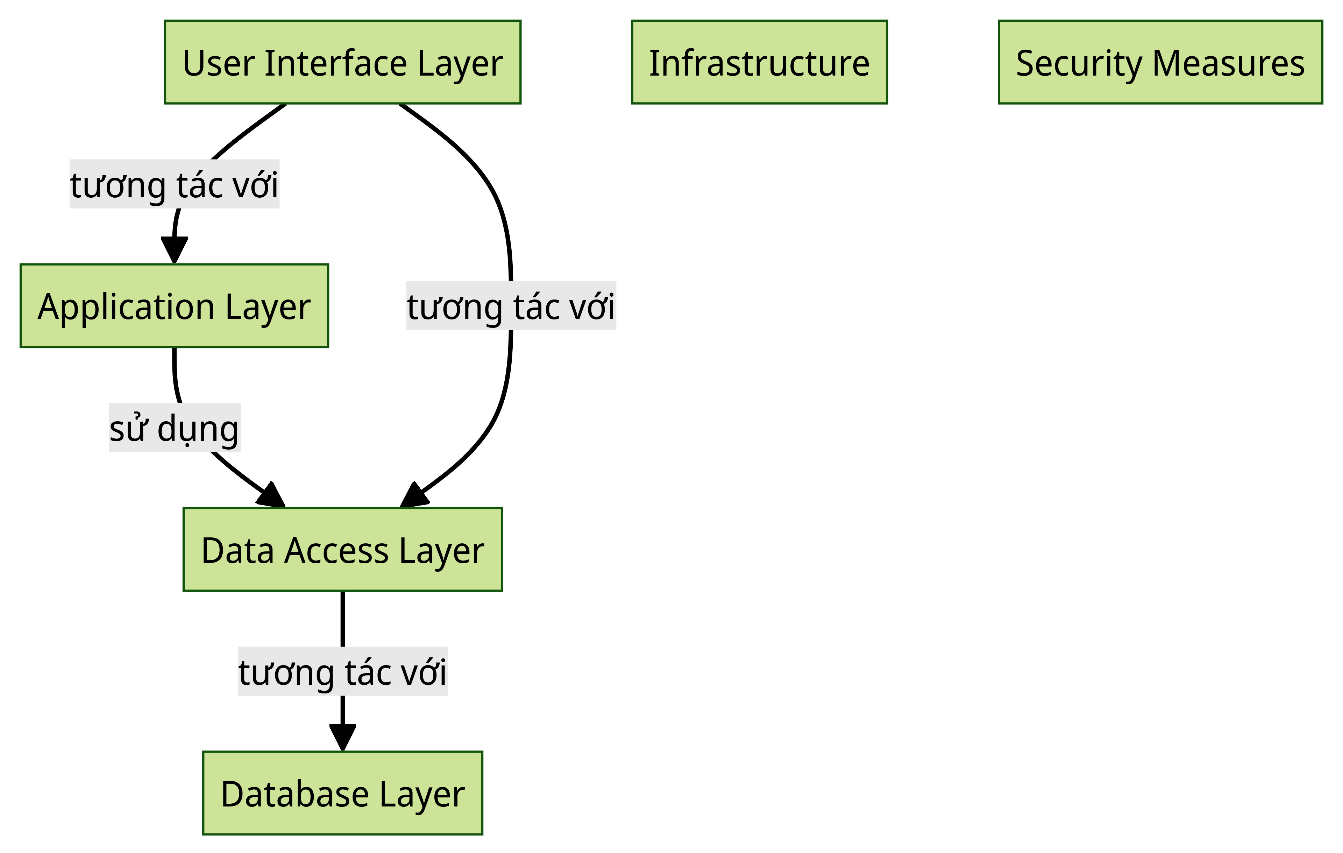 User Interface Layer
Infrastructure
Security Measures
tương tác với
Application Layer
tương tác với
sử dụng
Data Access Layer
tương tác với
Database Layer